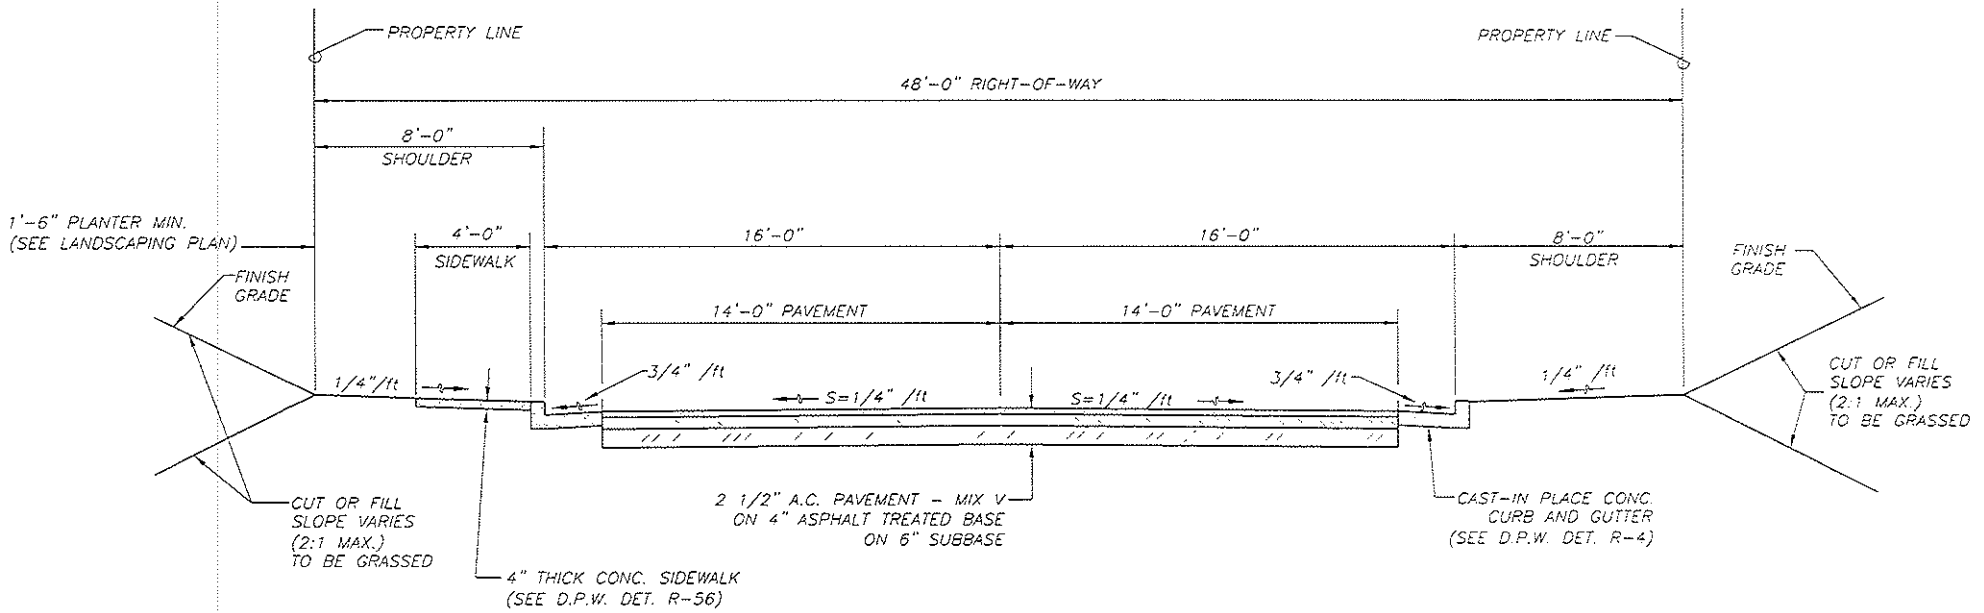 PROPERTY LINE
PROPERTY LINE
48'-0" RIGHT-OF-WAY
8'-0"
SHOULDER
1'-6" PLANTER MIN.
(SEE LANDSCAPING PLAN)
4'-0"
SIDEWALK
16'-0"
16'-0"
8'-0"
SHOULDER
FINISH
GRADE
FINISH
GRADE
14'-0" PAVEMENT
14'-0" PAVEMENT
1/4"/ft
3/4" /ft
S=1/4" /ft
S=1/4" /ft
3/4" /ft
1/4" /ft
CUT OR FILL
SLOPE VARIES
(2:1 MAX.)
TO BE GRASSED
CUT OR FILL
SLOPE VARIES
(2:1 MAX.)
TO BE GRASSED
2 1/2" A.C. PAVEMENT - MIX V
ON 4" ASPHALT TREATED BASE
ON 6" SUBBASE
CAST-IN PLACE CONC.
CURB AND GUTTER
(SEE D.P.W. DET. R-4)
4" THICK CONC. SIDEWALK
(SEE D.P.W. DET. R-56)